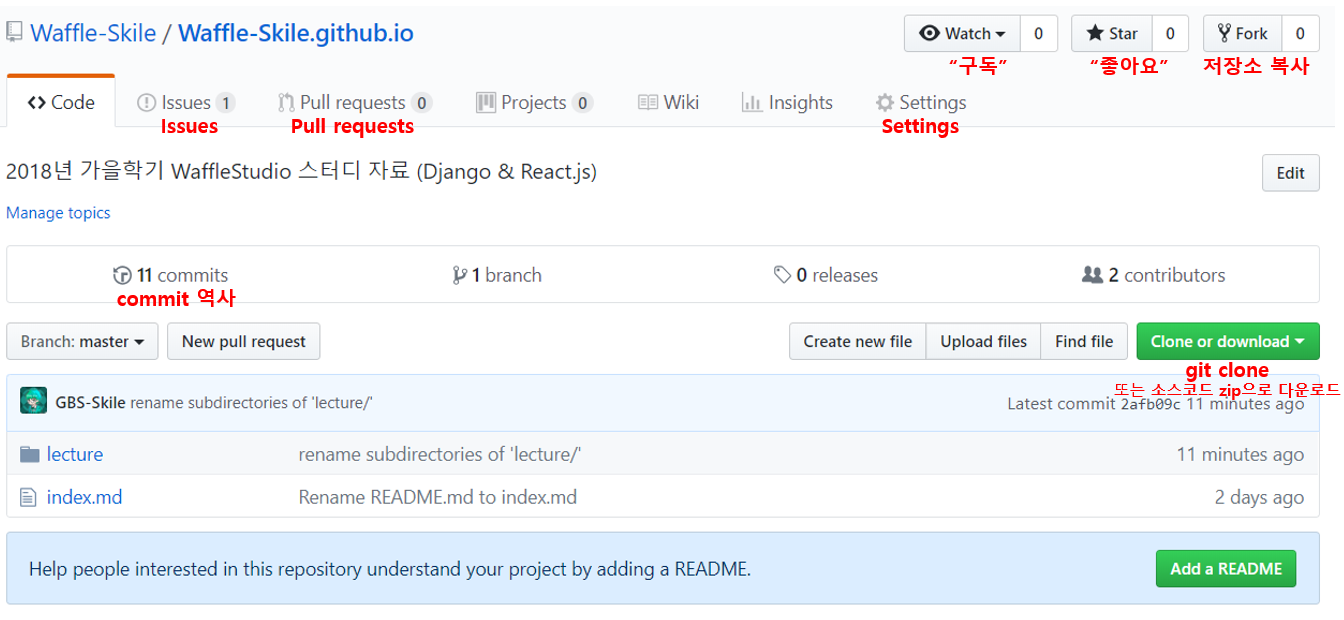 Waffle-Skile / Waffle-Skile.github.io
Watch 0 Star 0 Fork 0
“구독” “좋아요” 저장소 복사
Code Issues 1 Pull requests 0 Projects 0 Wiki Insights Settings
Issues Pull requests Settings
2018년 가을학기 WaffleStudio 스터디 자료 (Django & React.js) Edit
Manage topics
11 commits 1 branch 0 releases 2 contributors
commit 역사
Branch: master New pull request Create new file Upload files Find file Clone or download
git clone
또는 소스코드 zip으로 다운로드
GBS-Skile rename subdirectories of 'lecture/' Latest commit 2afb09c 11 minutes ago
lecture rename subdirectories of 'lecture/' 11 minutes ago
index.md Rename README.md to index.md 2 days ago
Help people interested in this repository understand your project by adding a README. Add a README